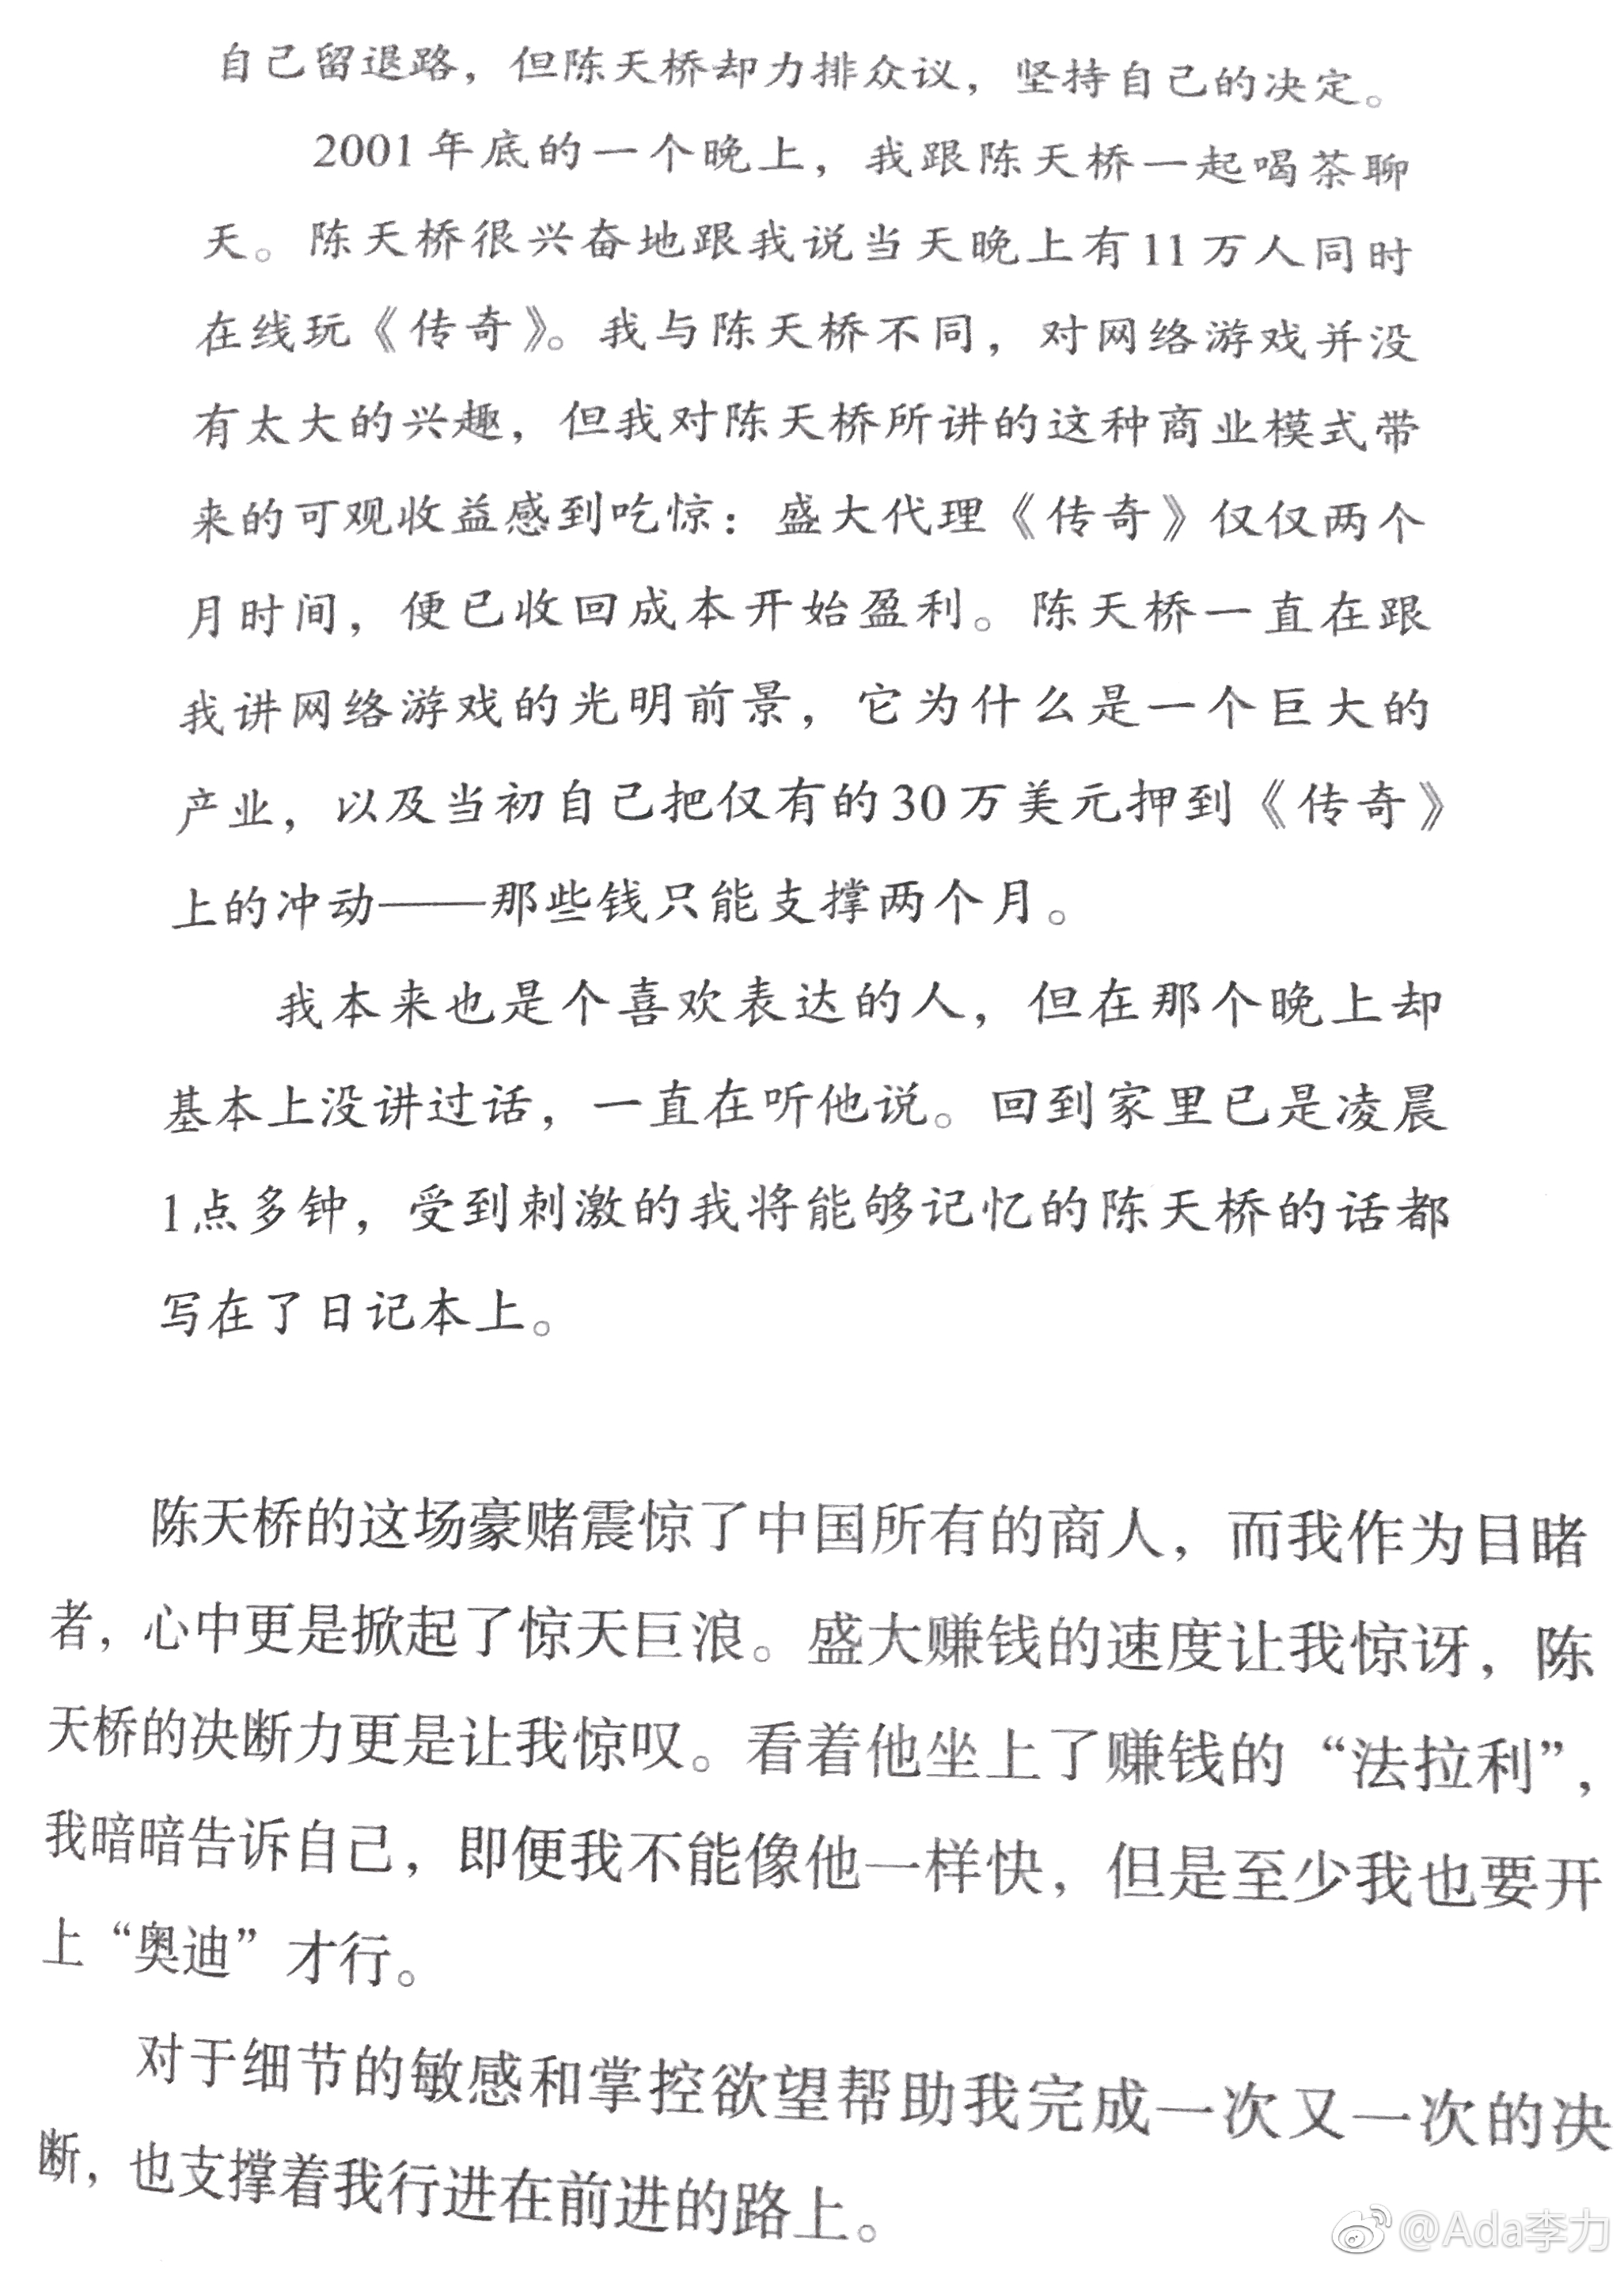 自己留退路，但陈天桥却力排众议，坚持自己的决定。
2001年底的一个晚上，我跟陈天桥一起喝茶聊
天。陈天桥很兴奋地跟我说当天晚上有11万人同时
在线玩《传奇》。我与陈天桥不同，对网络游戏并没
有太大的兴趣，但我对陈天桥所讲的这种商业模式带
来的可观收益感到吃惊：盛大代理《传奇》仅仅两个
月时间，便已收回成本开始盈利。陈天桥一直在跟
我讲网络游戏的光明前景，它为什么是一个巨大的
产业，以及当初自己把仅有的30万美元押到《传奇》
上的冲动——那些钱只能支撑两个月。
我本来也是个喜欢表达的人，但在那个晚上却
基本上没讲过话，一直在听他说。回到家里已是凌晨
1点多钟，受到刺激的我将能够记忆的陈天桥的话都
写在了日记本上。
陈天桥的这场豪赌震惊了中国所有的商人，而我作为目睹
者，心中更是掀起了惊天巨浪。盛大赚钱的速度让我惊讶，陈
天桥的决断力更是让我惊叹。看着他坐上了赚钱的“法拉利”，
我暗暗告诉自己，即便我不能像他一样快，但是至少我也要开
上“奥迪”才行。
对于细节的敏感和掌控欲望帮助我完成一次又一次的决
断，也支撑着我行进在前进的路上。
@Ada李力